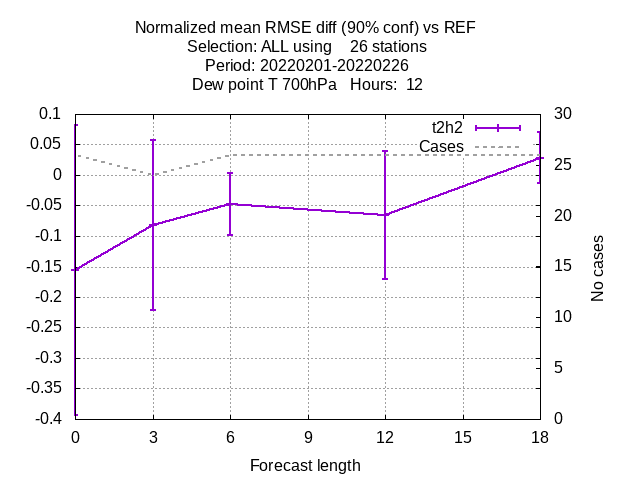 Normalized mean RMSE diff (90% conf) vs REF
Selection: ALL using    26 stations
Period: 20220201-20220226
Dew point T 700hPa   Hours:  12
0.1
0.05
0
-0.05
-0.1
-0.15
-0.2
-0.25
-0.3
-0.35
-0.4
t2h2
Cases
30
25
20
15
10
5
0
No cases
0 3 6 9 12 15 18
Forecast length